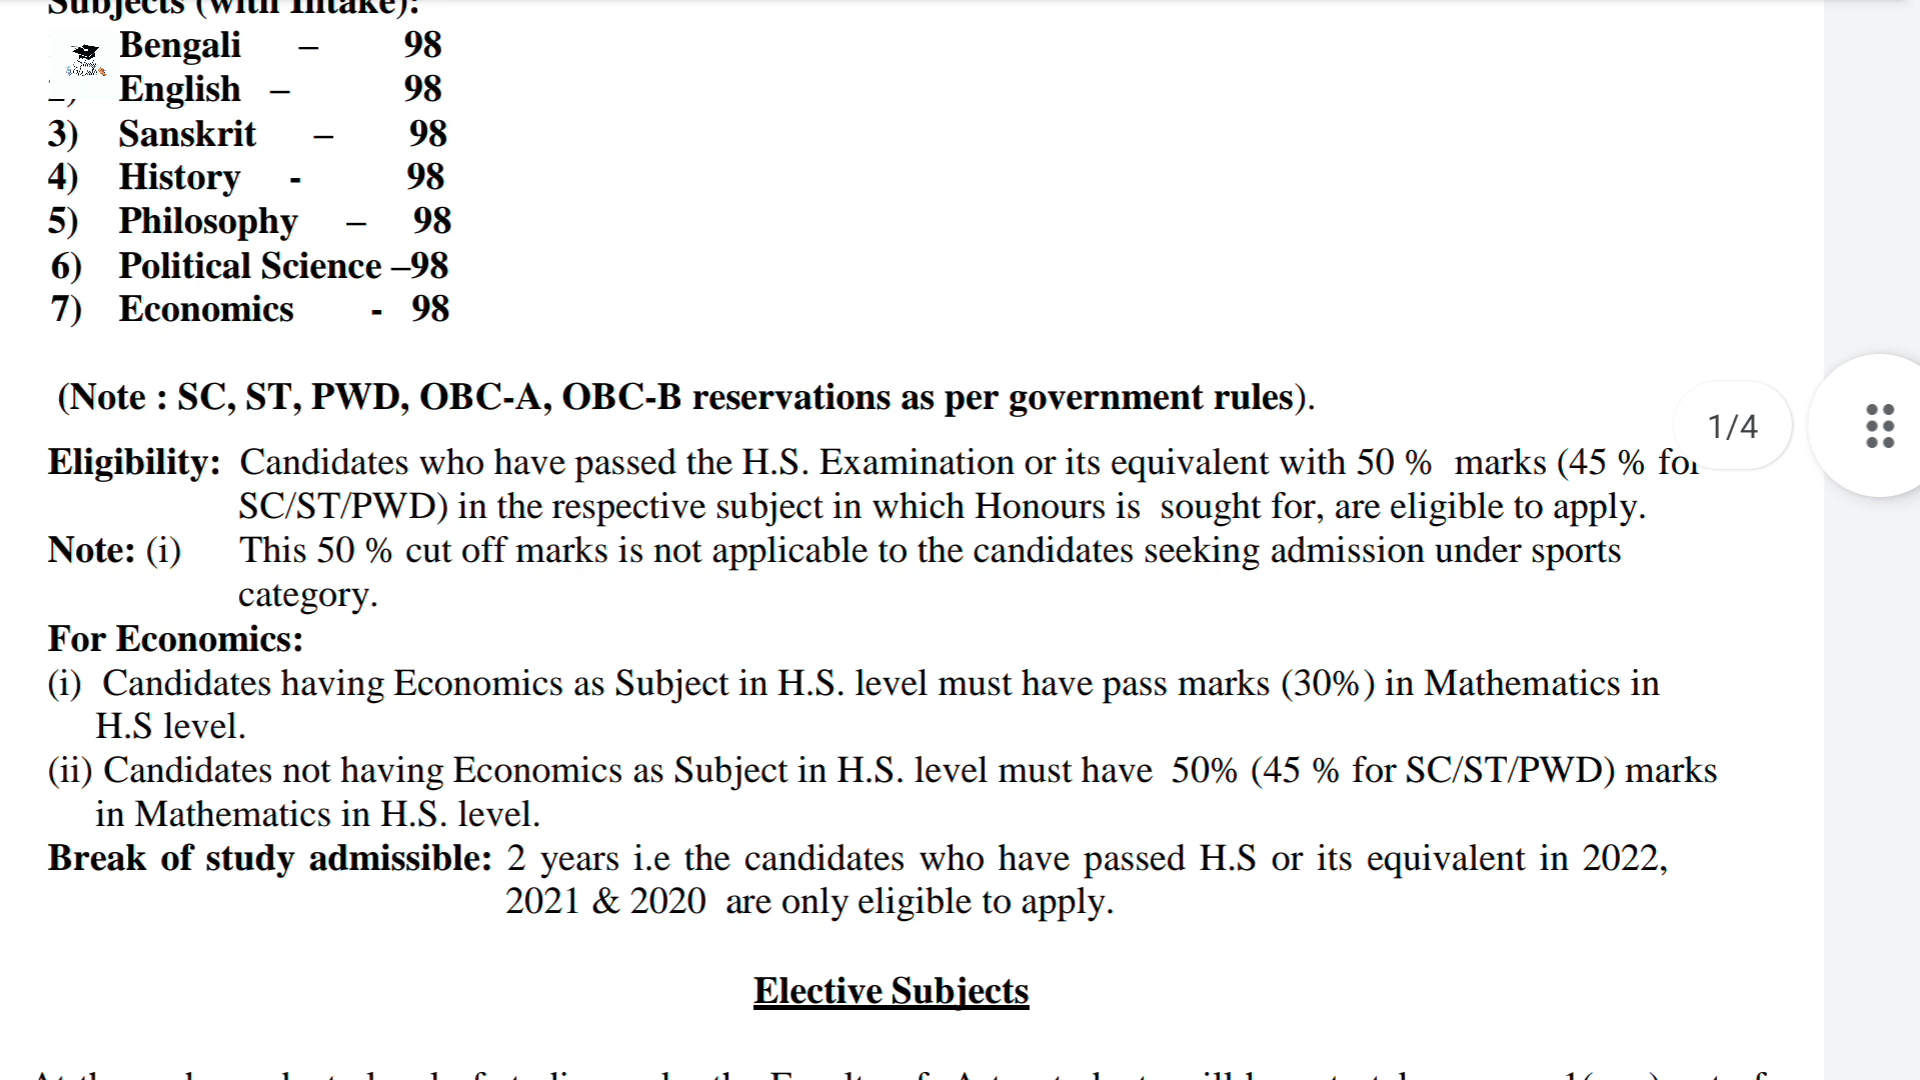 Subjects (with Intake):
Bengali – 98
English – 98
3) Sanskrit – 98
4) History - 98
5) Philosophy – 98
6) Political Science –98
7) Economics - 98
(Note : SC, ST, PWD, OBC-A, OBC-B reservations as per government rules).
1/4
Eligibility: Candidates who have passed the H.S. Examination or its equivalent with 50 % marks (45 % for
SC/ST/PWD) in the respective subject in which Honours is sought for, are eligible to apply.
Note: (i) This 50 % cut off marks is not applicable to the candidates seeking admission under sports
category.
For Economics:
(i) Candidates having Economics as Subject in H.S. level must have pass marks (30%) in Mathematics in
H.S level.
(ii) Candidates not having Economics as Subject in H.S. level must have 50% (45 % for SC/ST/PWD) marks
in Mathematics in H.S. level.
Break of study admissible: 2 years i.e the candidates who have passed H.S or its equivalent in 2022,
2021 & 2020 are only eligible to apply.
Elective Subjects